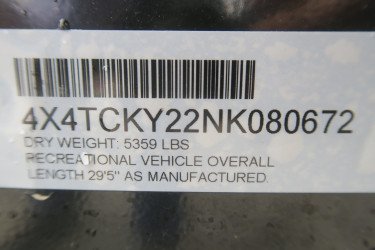 4X4TCKY22NK080672
DRY WEIGHT: 5359 LBS
RECREATIONAL VEHICLE OVERALL
LENGTH 29'5" AS MANUFACTURED.